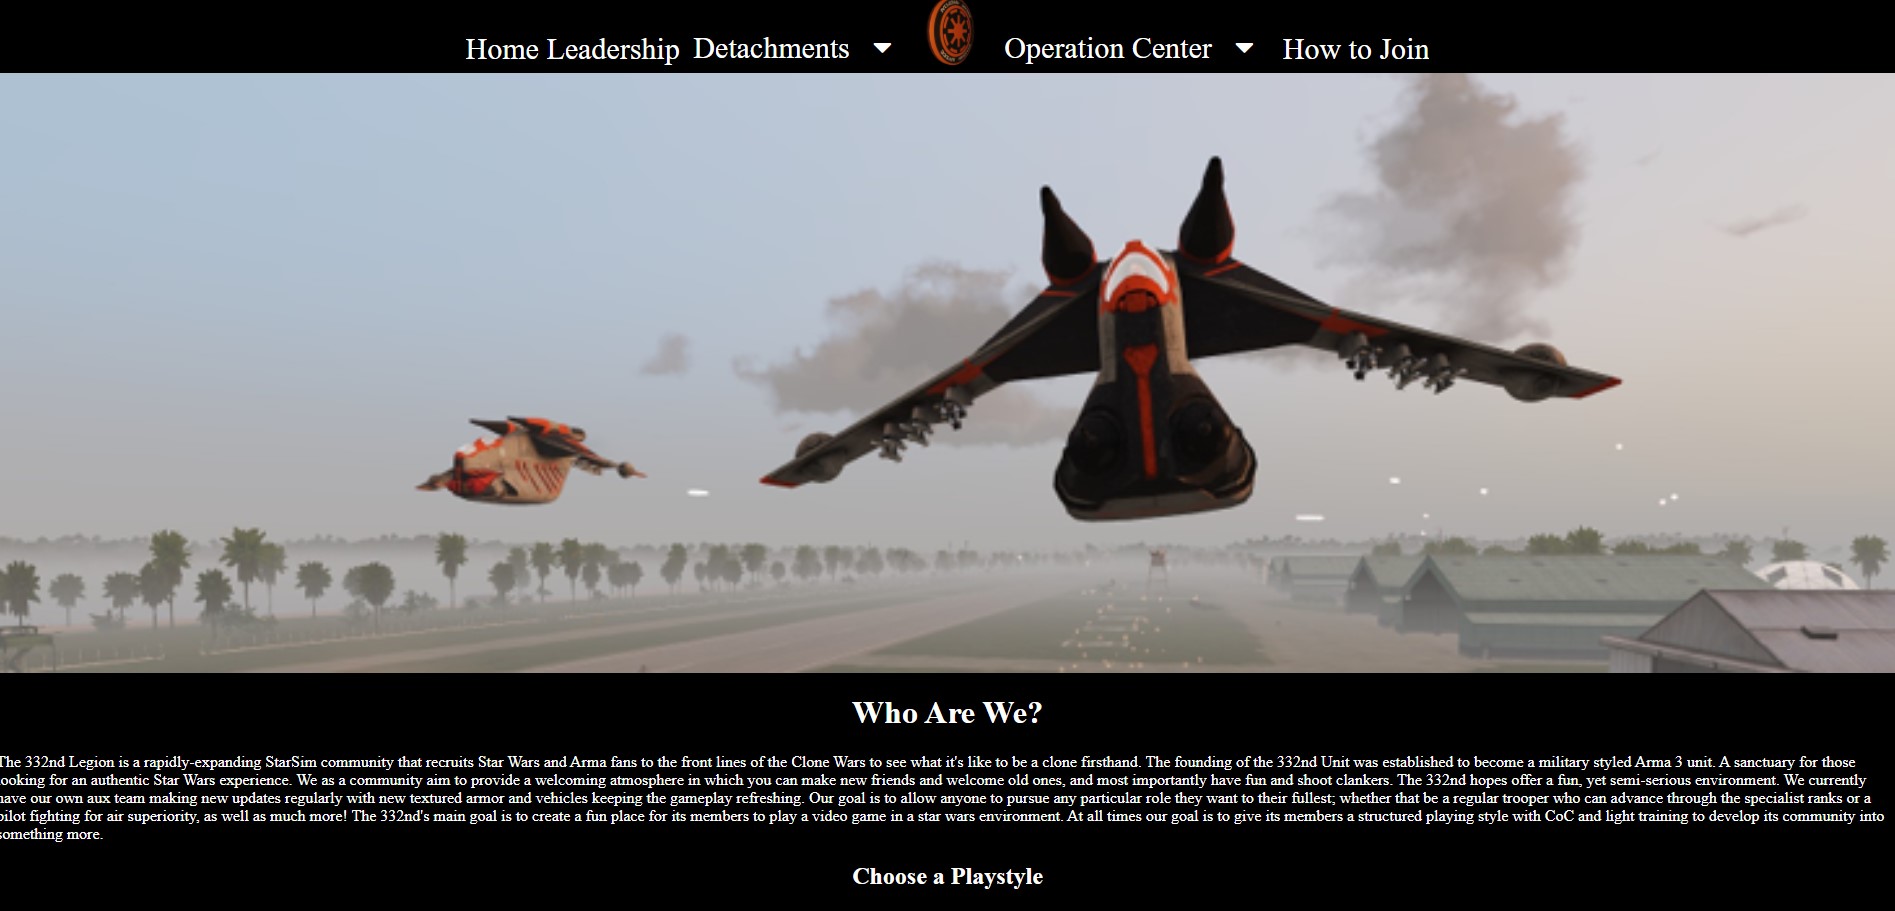 Home Leadership Detachments Operation Center How to Join
Who Are We?
The 332nd Legion is a rapidly-expanding StarSim community that recruits Star Wars and Arma fans to the front lines of the Clone Wars to see what it's like to be a clone firsthand. The founding of the 332nd Unit was established to become a military styled Arma 3 unit. A sanctuary for those
looking for an authentic Star Wars experience. We as a community aim to provide a welcoming atmosphere in which you can make new friends and welcome old ones, and most importantly have fun and shoot clankers. The 332nd hopes offer a fun, yet semi-serious environment. We currently
have our own aux team making new updates regularly with new textured armor and vehicles keeping the gameplay refreshing. Our goal is to allow anyone to pursue any particular role they want to their fullest; whether that be a regular trooper who can advance through the specialist ranks or a
pilot fighting for air superiority, as well as much more! The 332nd's main goal is to create a fun place for its members to play a video game in a star wars environment. At all times our goal is to give its members a structured playing style with CoC and light training to develop its community into
something more.
Choose a Playstyle